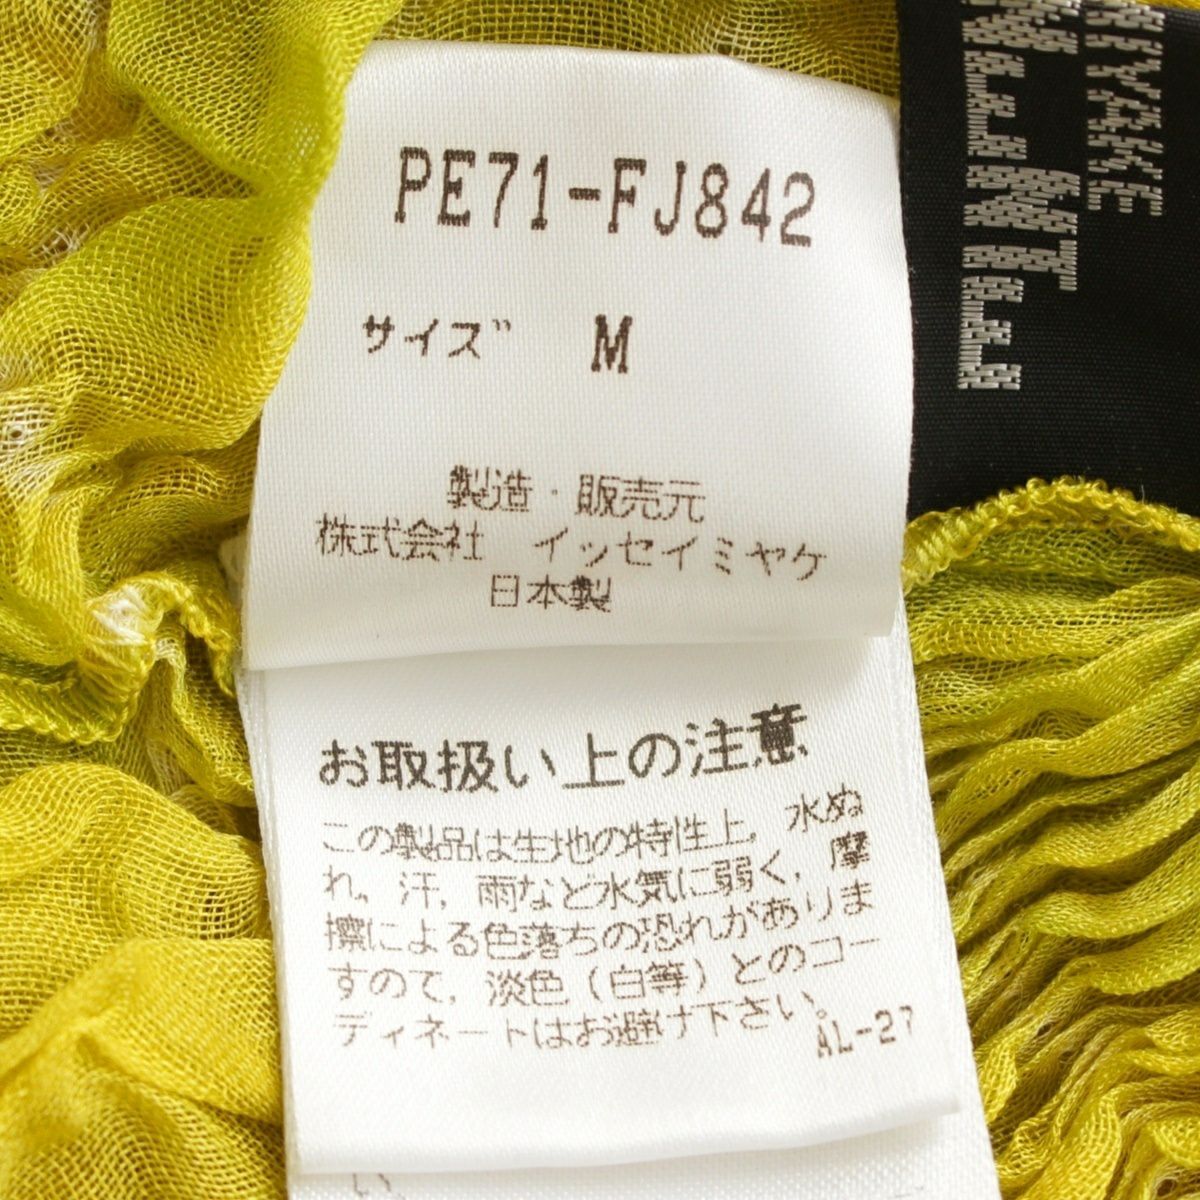 PE71-FJ842
サイズ M
製造・販売元
株式会社 イッセイミヤケ
日本製
お取扱い上の注意
この製品は生地の特性上，水ぬ
れ，汗，雨など水気に弱く，摩
擦による色落ちの恐れがありま
すので，淡色（白等）とのコー
ディネートはお避け下さい。
AL-27